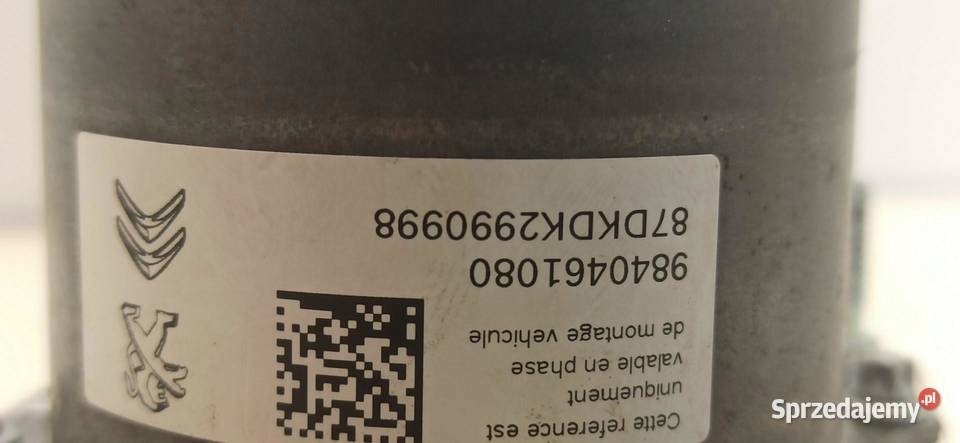 Cette reference est
uniquement
valable en phase
de montage vehicule
9840461080
87DKDK2990998
Sprzedajemy.pl